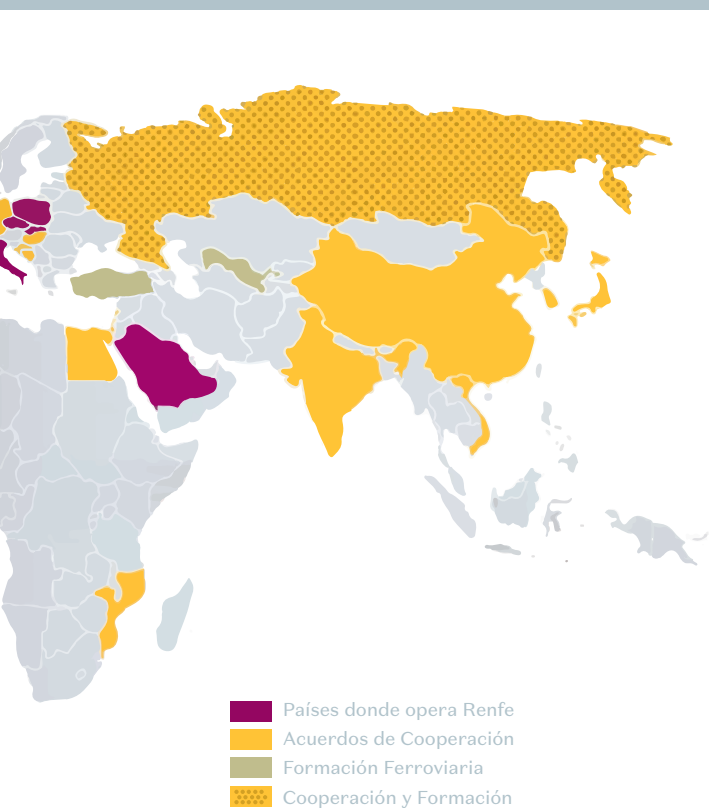 Países donde opera Renfe
Acuerdos de Cooperación
Formación Ferroviaria
Cooperación y Formación